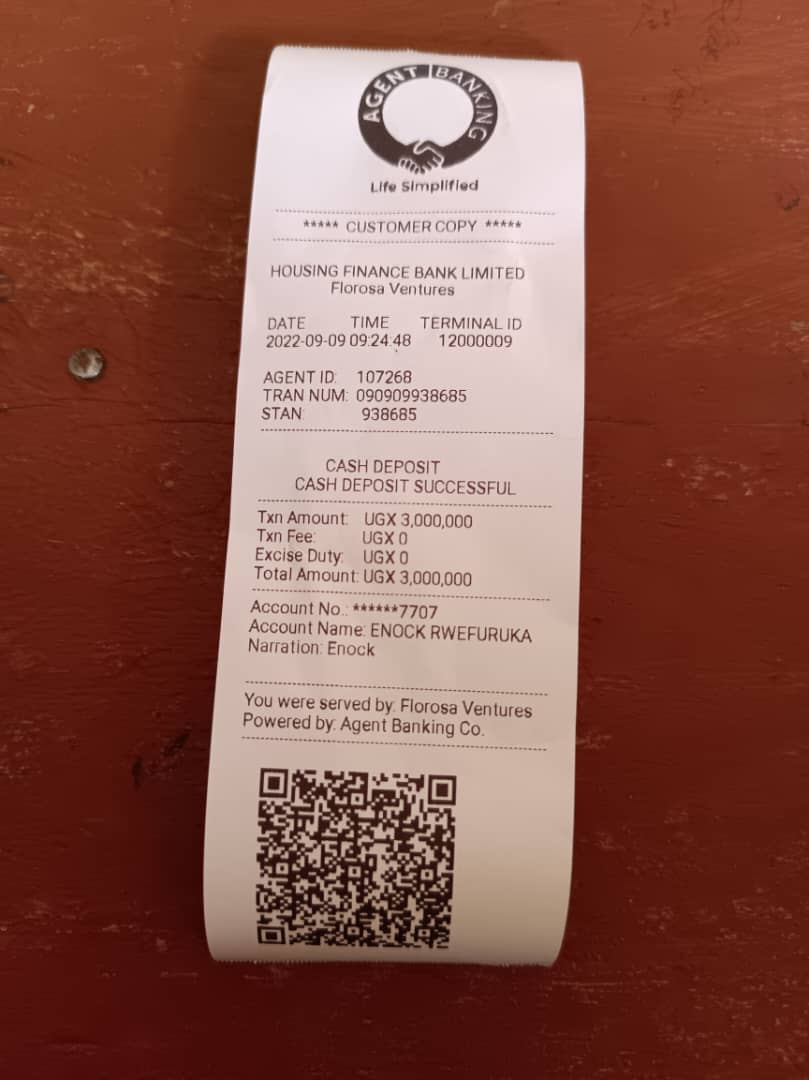 AGENT BANKING
Life Simplified
***** CUSTOMER COPY *****
HOUSING FINANCE BANK LIMITED
Florosa Ventures
DATE TIME TERMINAL ID
2022-09-09 09:24:48 12000009
AGENT ID: 107268
TRAN NUM: 090909938685
STAN: 938685
CASH DEPOSIT
CASH DEPOSIT SUCCESSFUL
Txn Amount: UGX 3,000,000
Txn Fee: UGX 0
Excise Duty: UGX 0
Total Amount: UGX 3,000,000
Account No.: ******7707
Account Name: ENOCK RWEFURUKA
Narration: Enock
You were served by: Florosa Ventures
Powered by: Agent Banking Co.